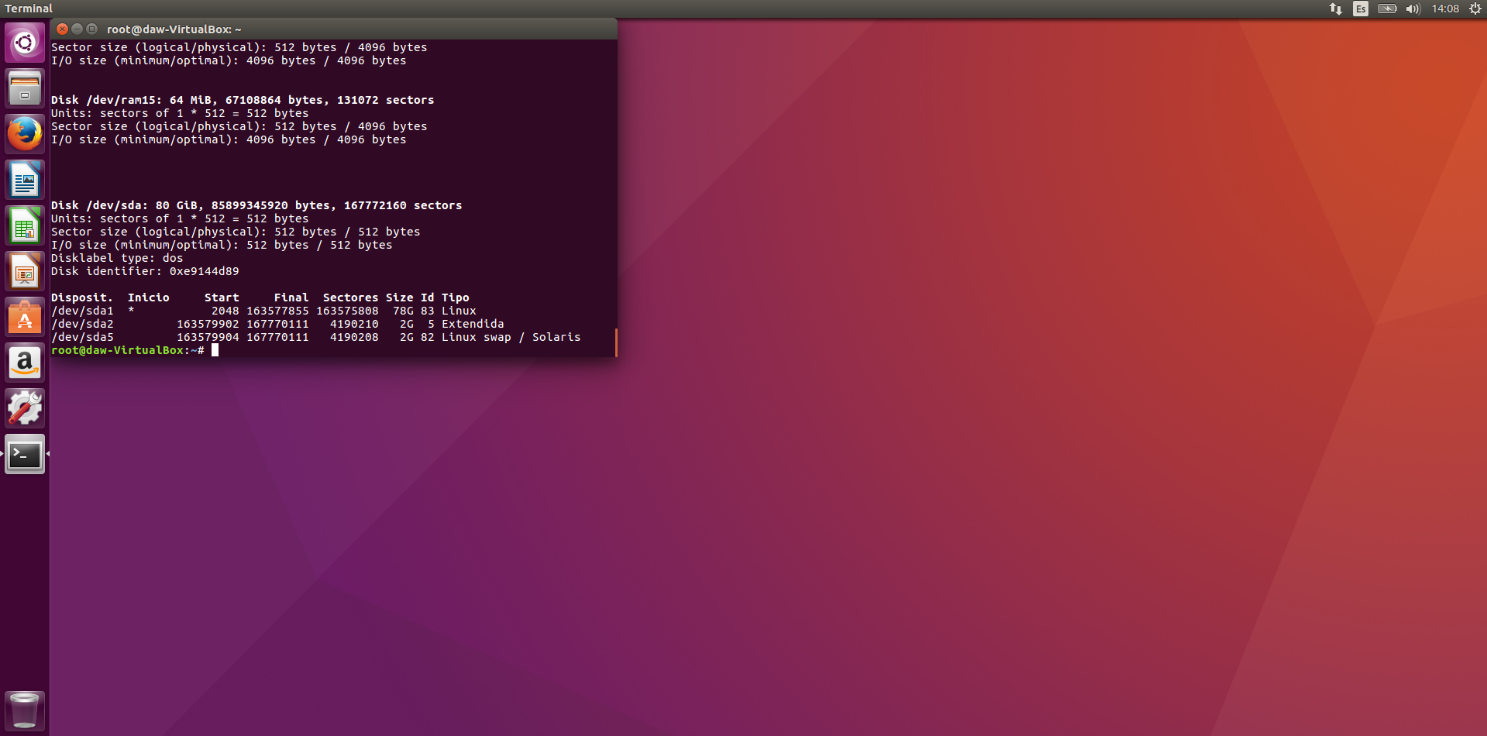 Terminal
Es
14:08
root@daw-VirtualBox: ~
Sector size (logical/physical): 512 bytes / 4096 bytes
I/O size (minimum/optimal): 4096 bytes / 4096 bytes
Disk /dev/ram15: 64 MiB, 67108864 bytes, 131072 sectors
Units: sectors of 1 * 512 = 512 bytes
Sector size (logical/physical): 512 bytes / 4096 bytes
I/O size (minimum/optimal): 4096 bytes / 4096 bytes
Disk /dev/sda: 80 GiB, 85899345920 bytes, 167772160 sectors
Units: sectors of 1 * 512 = 512 bytes
Sector size (logical/physical): 512 bytes / 512 bytes
I/O size (minimum/optimal): 512 bytes / 512 bytes
Disklabel type: dos
Disk identifier: 0xe9144d89
Disposit.  Inicio     Start     Final  Sectores Size Id Tipo
/dev/sda1  *           2048 163577855 163575808  78G 83 Linux
/dev/sda2         163579902 167770111   4190210   2G  5 Extendida
/dev/sda5         163579904 167770111   4190208   2G 82 Linux swap / Solaris
root@daw-VirtualBox:~#